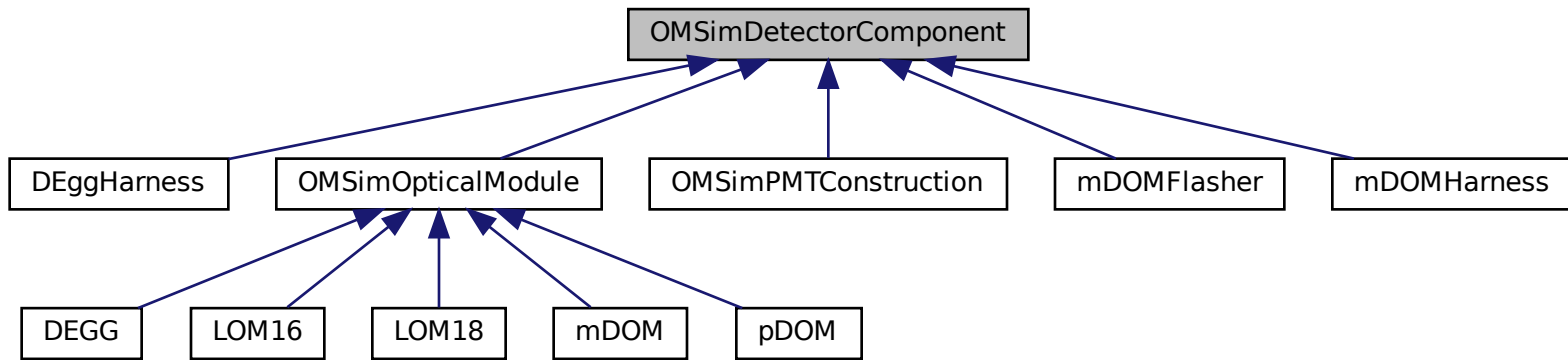 OMSimDetectorComponent
DEggHarness
OMSimOpticalModule
OMSimPMTConstruction
mDOMFlasher
mDOMHarness
DEGG
LOM16
LOM18
mDOM
pDOM